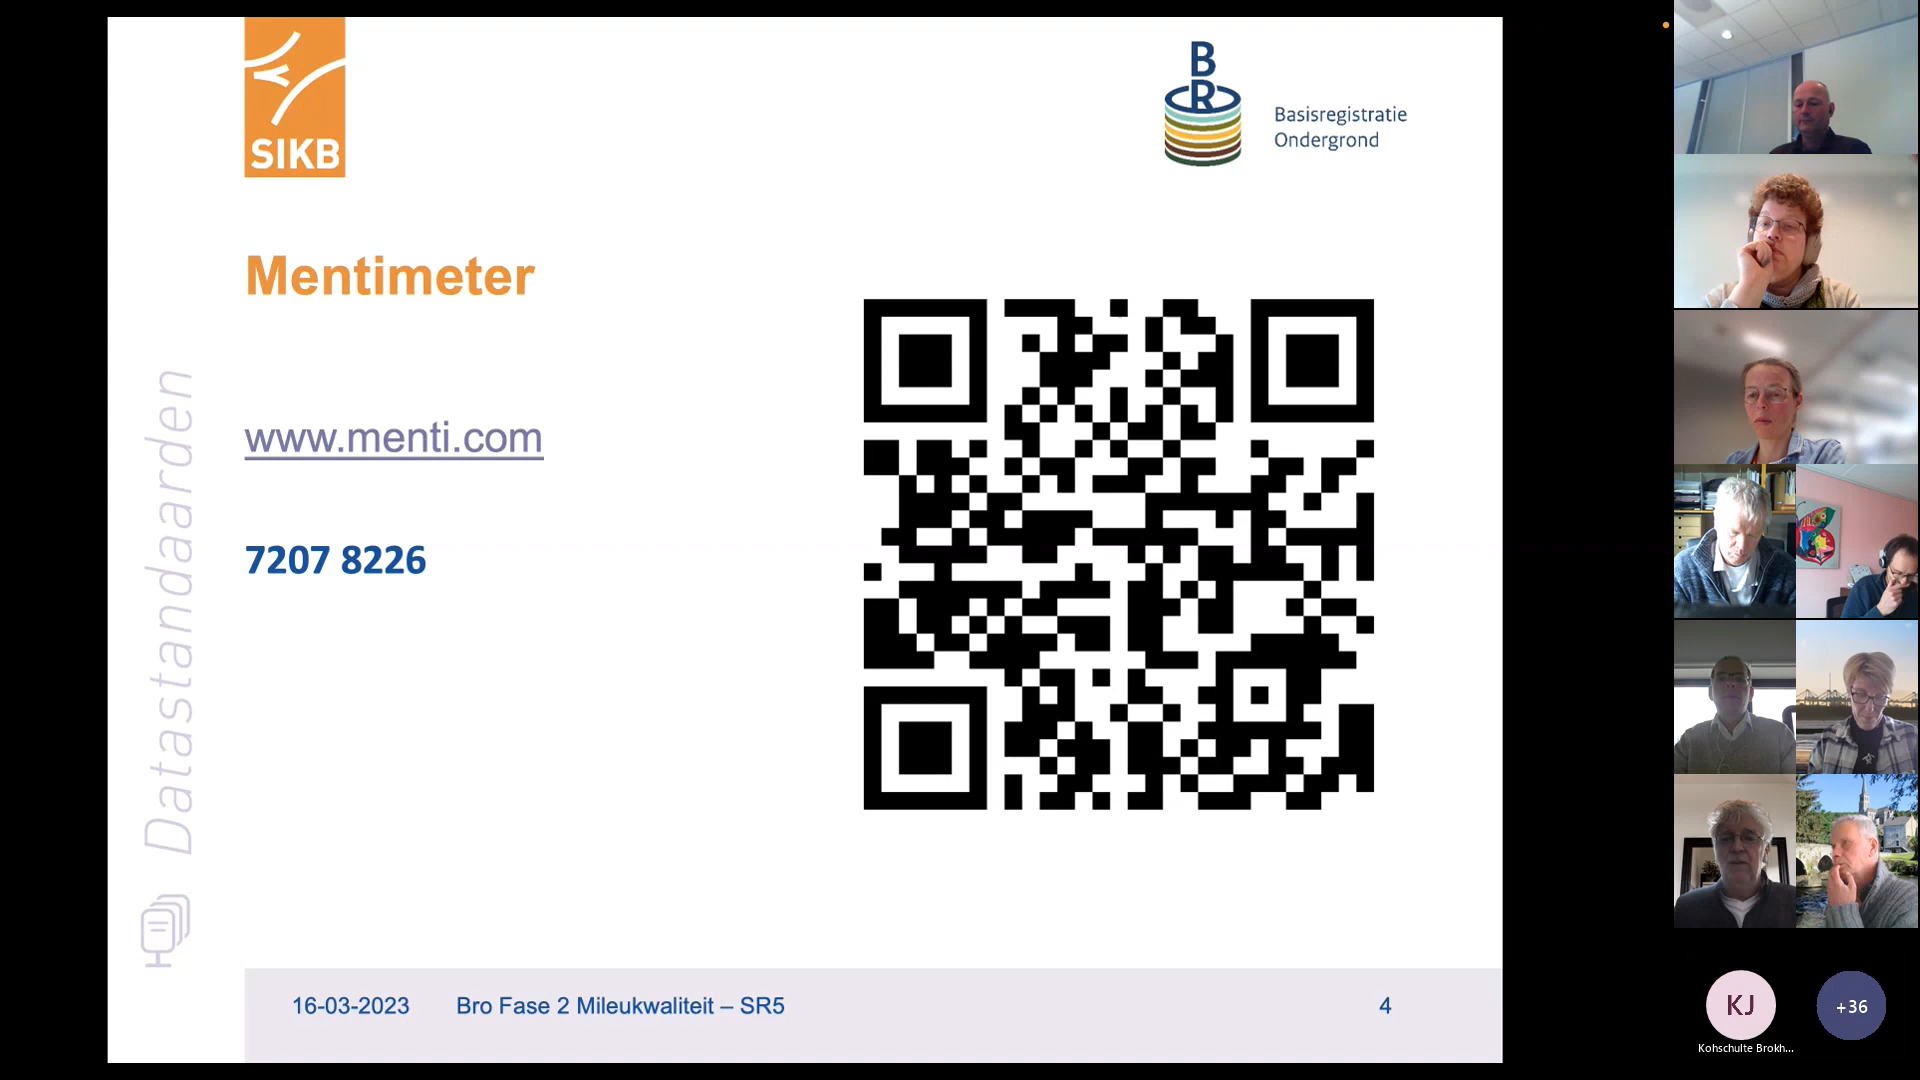 SIKB
BR
Basisregistratie
Ondergrond
Mentimeter
www.menti.com
7207 8226
Datastandaarden
16-03-2023 Bro Fase 2 Mileukwaliteit – SR5 4
KJ
+36
Kohschulte Brokh...